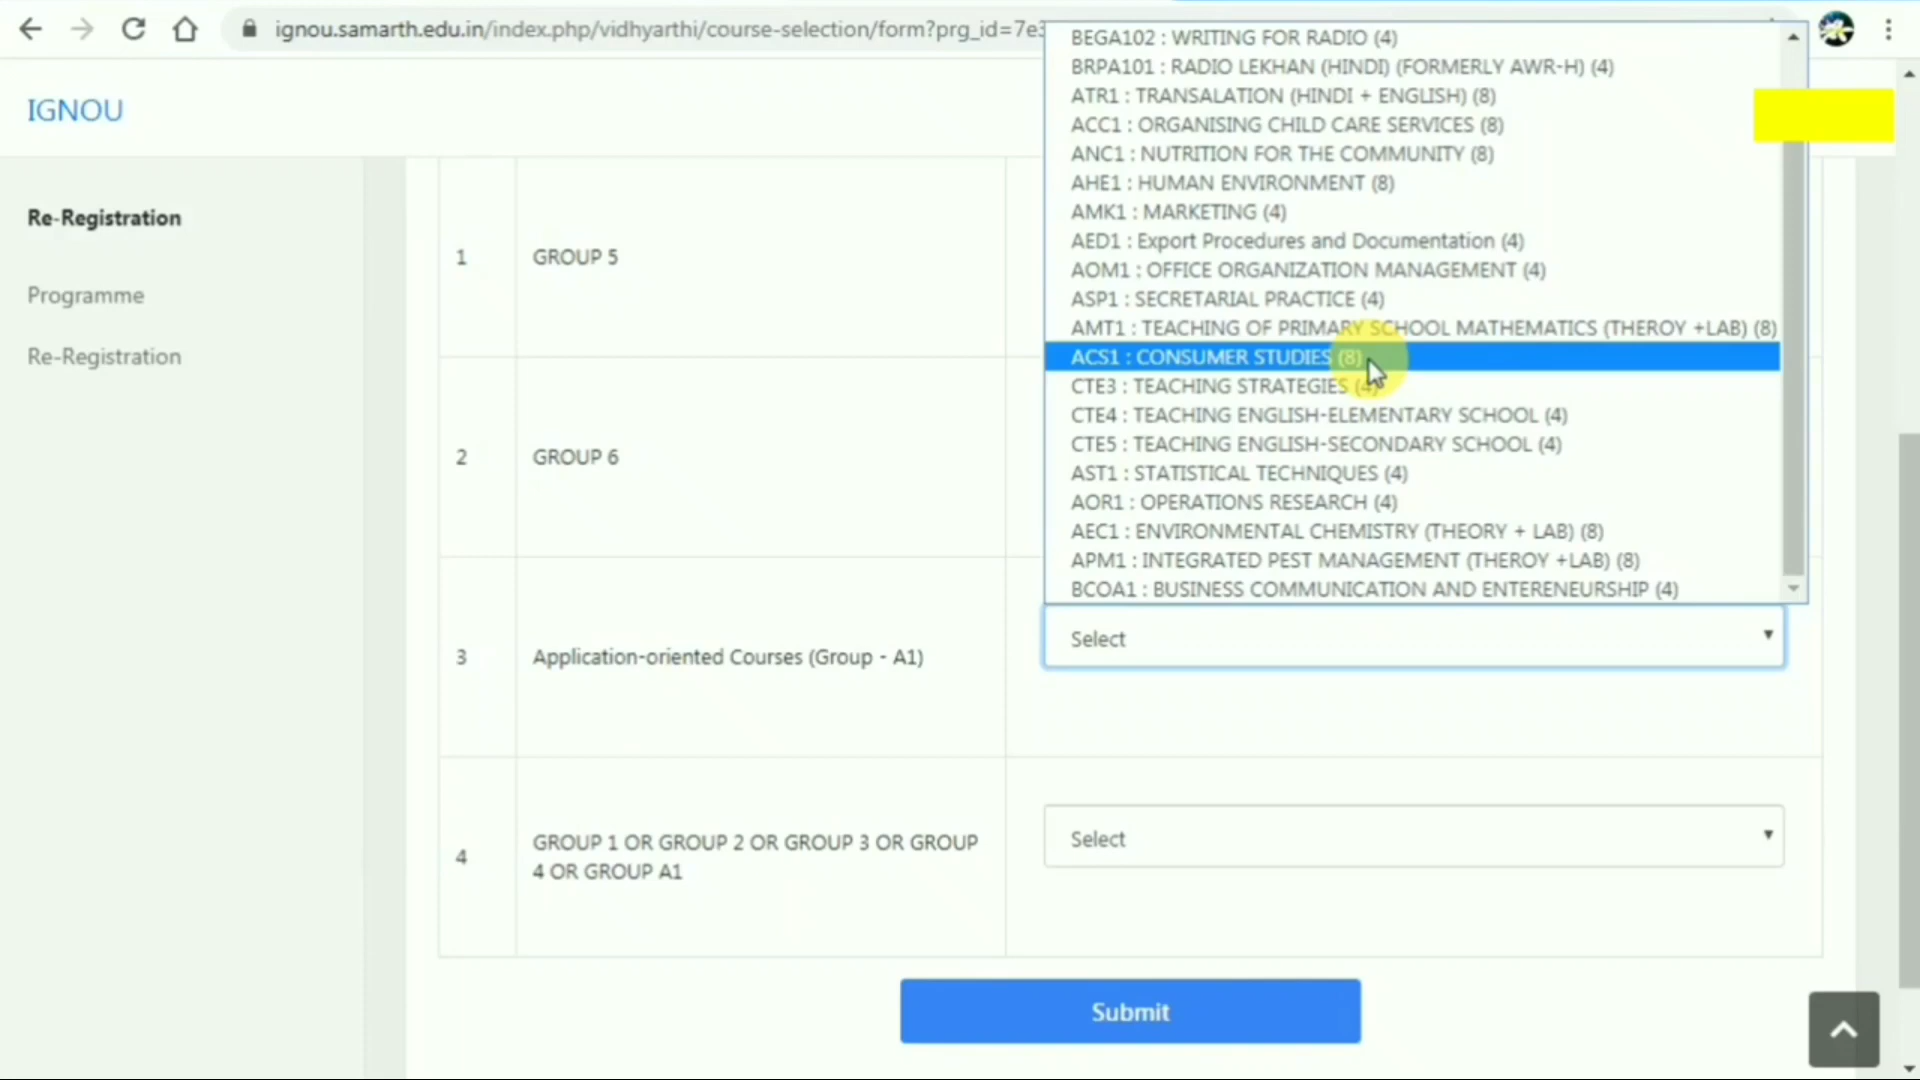 ignou.samarth.edu.in/index.php/vidhyarthi/course-selection/form?prg_id=7e3
IGNOU
Re-Registration
Programme
Re-Registration
1
GROUP 5
2
GROUP 6
3
Application-oriented Courses (Group - A1)
4
GROUP 1 OR GROUP 2 OR GROUP 3 OR GROUP
4 OR GROUP A1
BEGA102 : WRITING FOR RADIO (4)
BRPA101 : RADIO LEKHAN (HINDI) (FORMERLY AWR-H) (4)
ATR1 : TRANSALATION (HINDI + ENGLISH) (8)
ACC1 : ORGANISING CHILD CARE SERVICES (8)
ANC1 : NUTRITION FOR THE COMMUNITY (8)
AHE1 : HUMAN ENVIRONMENT (8)
AMK1 : MARKETING (4)
AED1 : Export Procedures and Documentation (4)
AOM1 : OFFICE ORGANIZATION MANAGEMENT (4)
ASP1 : SECRETARIAL PRACTICE (4)
AMT1 : TEACHING OF PRIMARY SCHOOL MATHEMATICS (THEROY +LAB) (8)
ACS1 : CONSUMER STUDIES (8)
CTE3 : TEACHING STRATEGIES (4)
CTE4 : TEACHING ENGLISH-ELEMENTARY SCHOOL (4)
CTE5 : TEACHING ENGLISH-SECONDARY SCHOOL (4)
AST1 : STATISTICAL TECHNIQUES (4)
AOR1 : OPERATIONS RESEARCH (4)
AEC1 : ENVIRONMENTAL CHEMISTRY (THEORY + LAB) (8)
APM1 : INTEGRATED PEST MANAGEMENT (THEROY +LAB) (8)
BCOA1 : BUSINESS COMMUNICATION AND ENTERENEURSHIP (4)
Select
Select
Submit